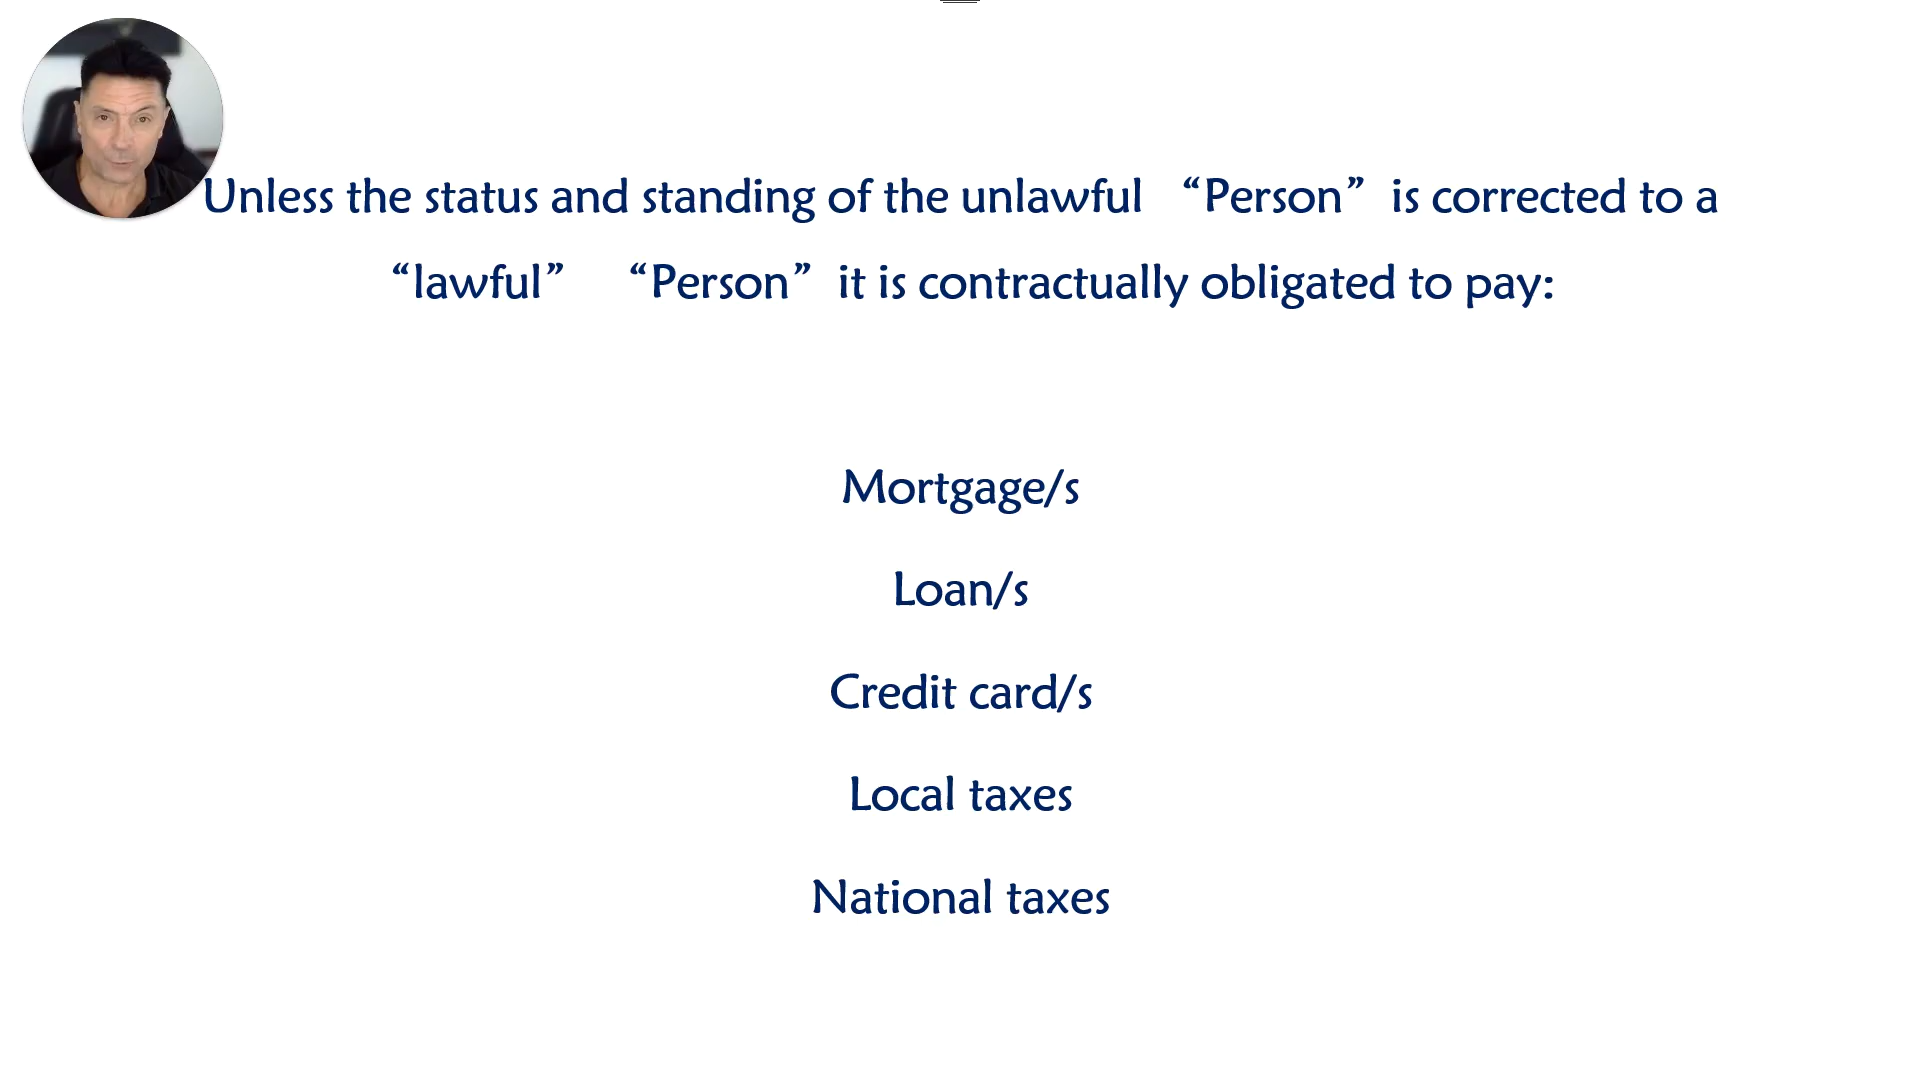 Unless the status and standing of the unlawful “Person” is corrected to a
“lawful” “Person” it is contractually obligated to pay:
Mortgage/s
Loan/s
Credit card/s
Local taxes
National taxes